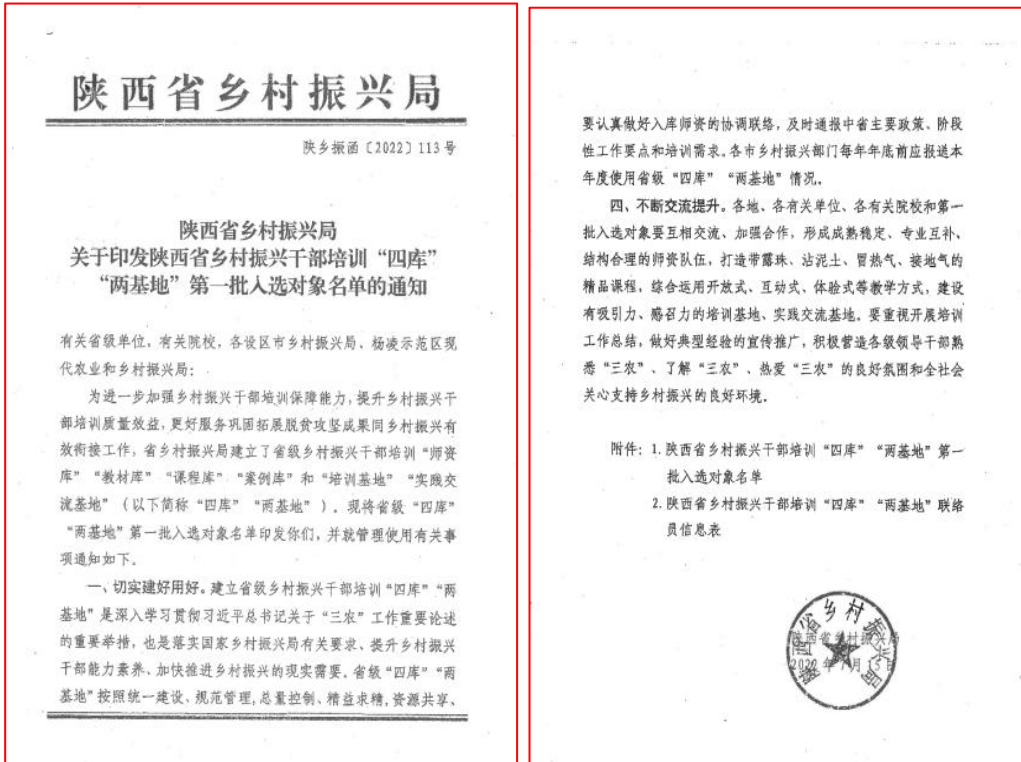 陕西省乡村振兴局
陕乡振函〔2022〕113号
陕西省乡村振兴局
关于印发陕西省乡村振兴干部培训“四库”
“两基地”第一批入选对象名单的通知
有关省级单位，有关院校，各设区市乡村振兴局、杨凌示范区现
代农业和乡村振兴局：
为进一步加强乡村振兴干部培训保障能力，提升乡村振兴干
部培训质量效益，更好服务巩固拓展脱贫攻坚成果同乡村振兴有
效衔接工作，省乡村振兴局建立了省级乡村振兴干部培训“师资
库”“教材库”“课程库”“案例库”和“培训基地”“实践交
流基地”（以下简称“四库”“两基地”）。现将省级“四库”
“两基地”第一批入选对象名单印发你们，并就管理使用有关事
项通知如下。
一、切实建好用好。建立省级乡村振兴干部培训“四库”“两
基地”是深入学习贯彻习近平总书记关于“三农”工作重要论述
的重要举措，也是落实国家乡村振兴局有关要求、提升乡村振兴
干部能力素养、加快推进乡村振兴的现实需要。省级“四库”“两
基地”按照统一建设、规范管理，总量控制、精益求精，资源共享、
要认真做好入库师资的协调联络，及时通报中省主要政策、阶段
性工作要点和培训需求。各市乡村振兴部门每年年底前应报送本
年度使用省级“四库”“两基地”情况。
四、不断交流提升。各地、各有关单位、各有关院校和第一
批入选对象要互相交流、加强合作，形成成熟稳定、专业互补、
结构合理的师资队伍，打造带露珠、沾泥土、冒热气、接地气的
精品课程，综合运用开放式、互动式、体验式等教学方式，建设
有吸引力、感召力的培训基地、实践交流基地。要重视开展培训
工作总结，做好典型经验的宣传推广，积极营造各级领导干部熟
悉“三农”、了解“三农”、热爱“三农”的良好氛围和全社会
关心支持乡村振兴的良好环境。
附件：1. 陕西省乡村振兴干部培训“四库”“两基地”第一
批入选对象名单
2. 陕西省乡村振兴干部培训“四库”“两基地”联络
员信息表
陕西省乡村振兴局
陕西省乡村振兴局
2022年 月15日